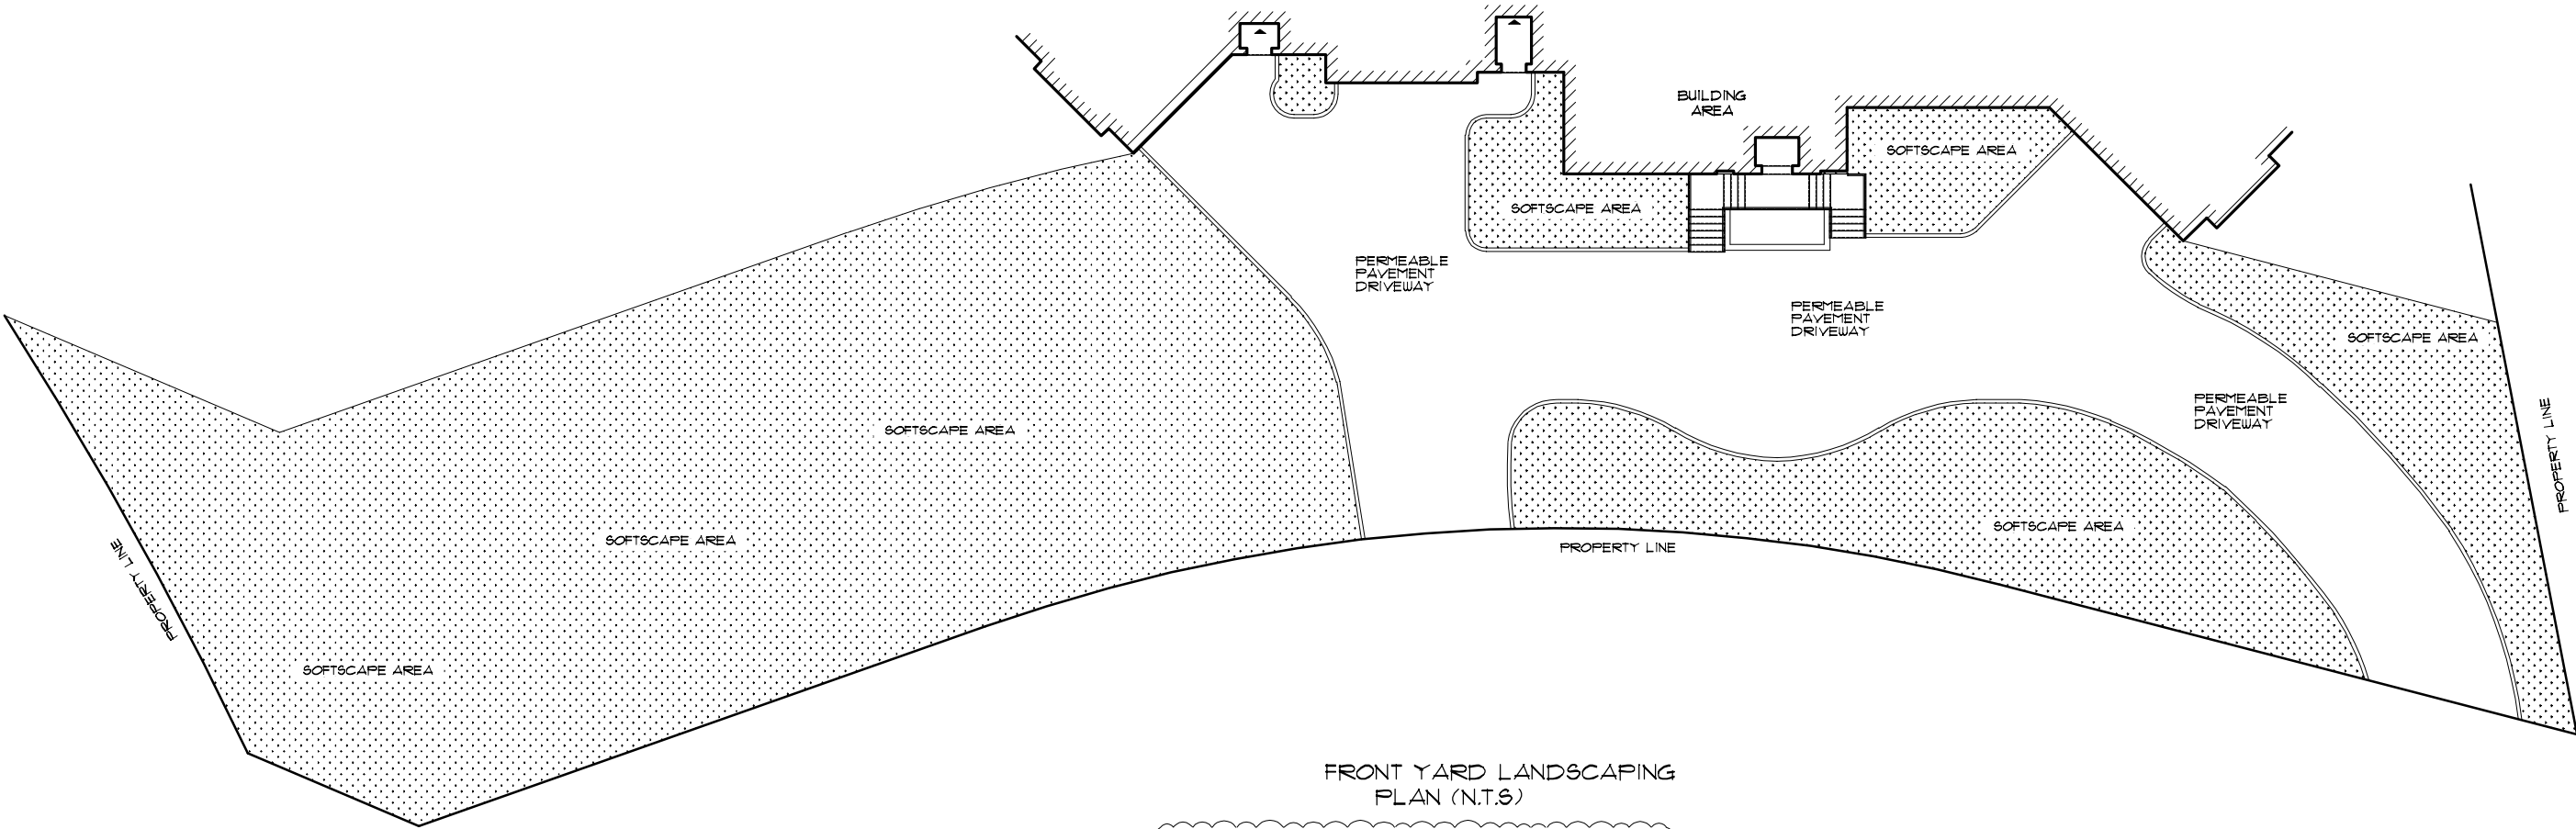 BUILDING
AREA
SOFTSCAPE AREA
SOFTSCAPE AREA
PERMEABLE
PAVEMENT
DRIVEWAY
PERMEABLE
PAVEMENT
DRIVEWAY
SOFTSCAPE AREA
PERMEABLE
PAVEMENT
DRIVEWAY
PROPERTY LINE
SOFTSCAPE AREA
SOFTSCAPE AREA
SOFTSCAPE AREA
PROPERTY LINE
PROPERTY LINE
SOFTSCAPE AREA
FRONT YARD LANDSCAPING
PLAN (N.T.S)